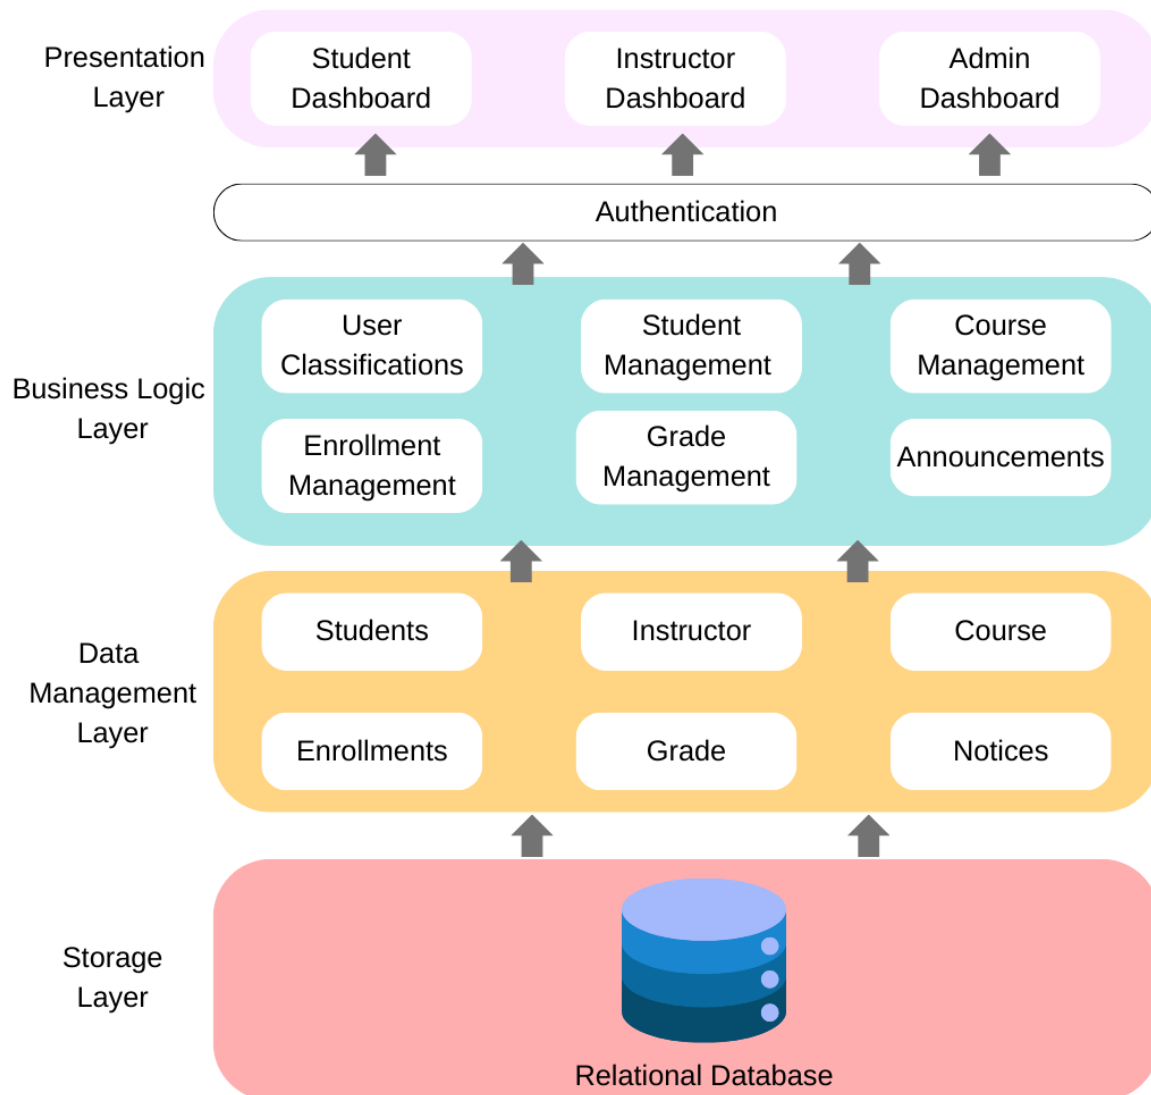 Presentation
Layer
Student
Dashboard
Instructor
Dashboard
Admin
Dashboard
Authentication
Business Logic
Layer
User
Classifications
Student
Management
Course
Management
Enrollment
Management
Grade
Management
Announcements
Data
Management
Layer
Students
Instructor
Course
Enrollments
Grade
Notices
Storage
Layer
Relational Database